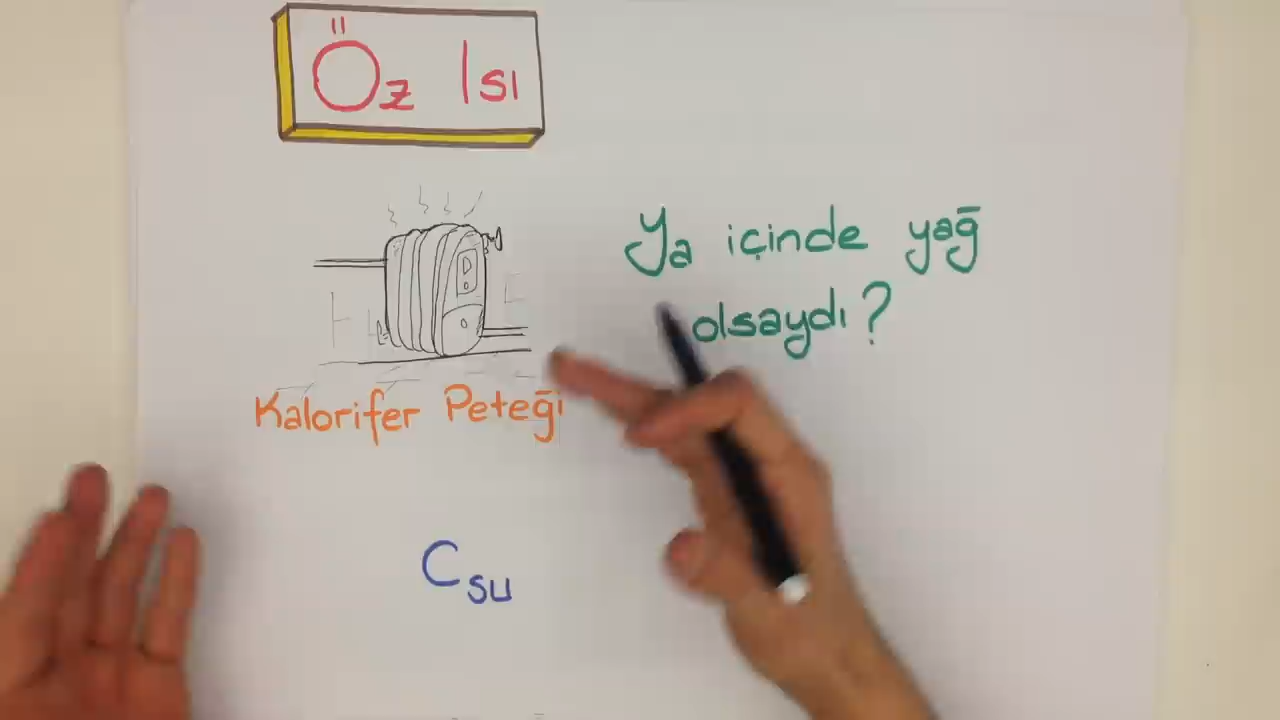 Öz Isı
Ya içinde yağ
olsaydı?
Kalorifer Peteği
Csu